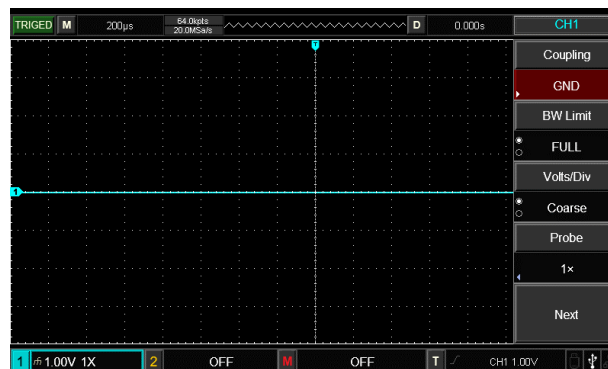 TRIGED M 200µs 64.0kpts D 0.000s CH1
20.0MSa/s
T
Coupling
GND
BW Limit
FULL
Volts/Div
1
Coarse
Probe
1×
Next
1 1.00V 1X 2 OFF M OFF T CH1 1.00V